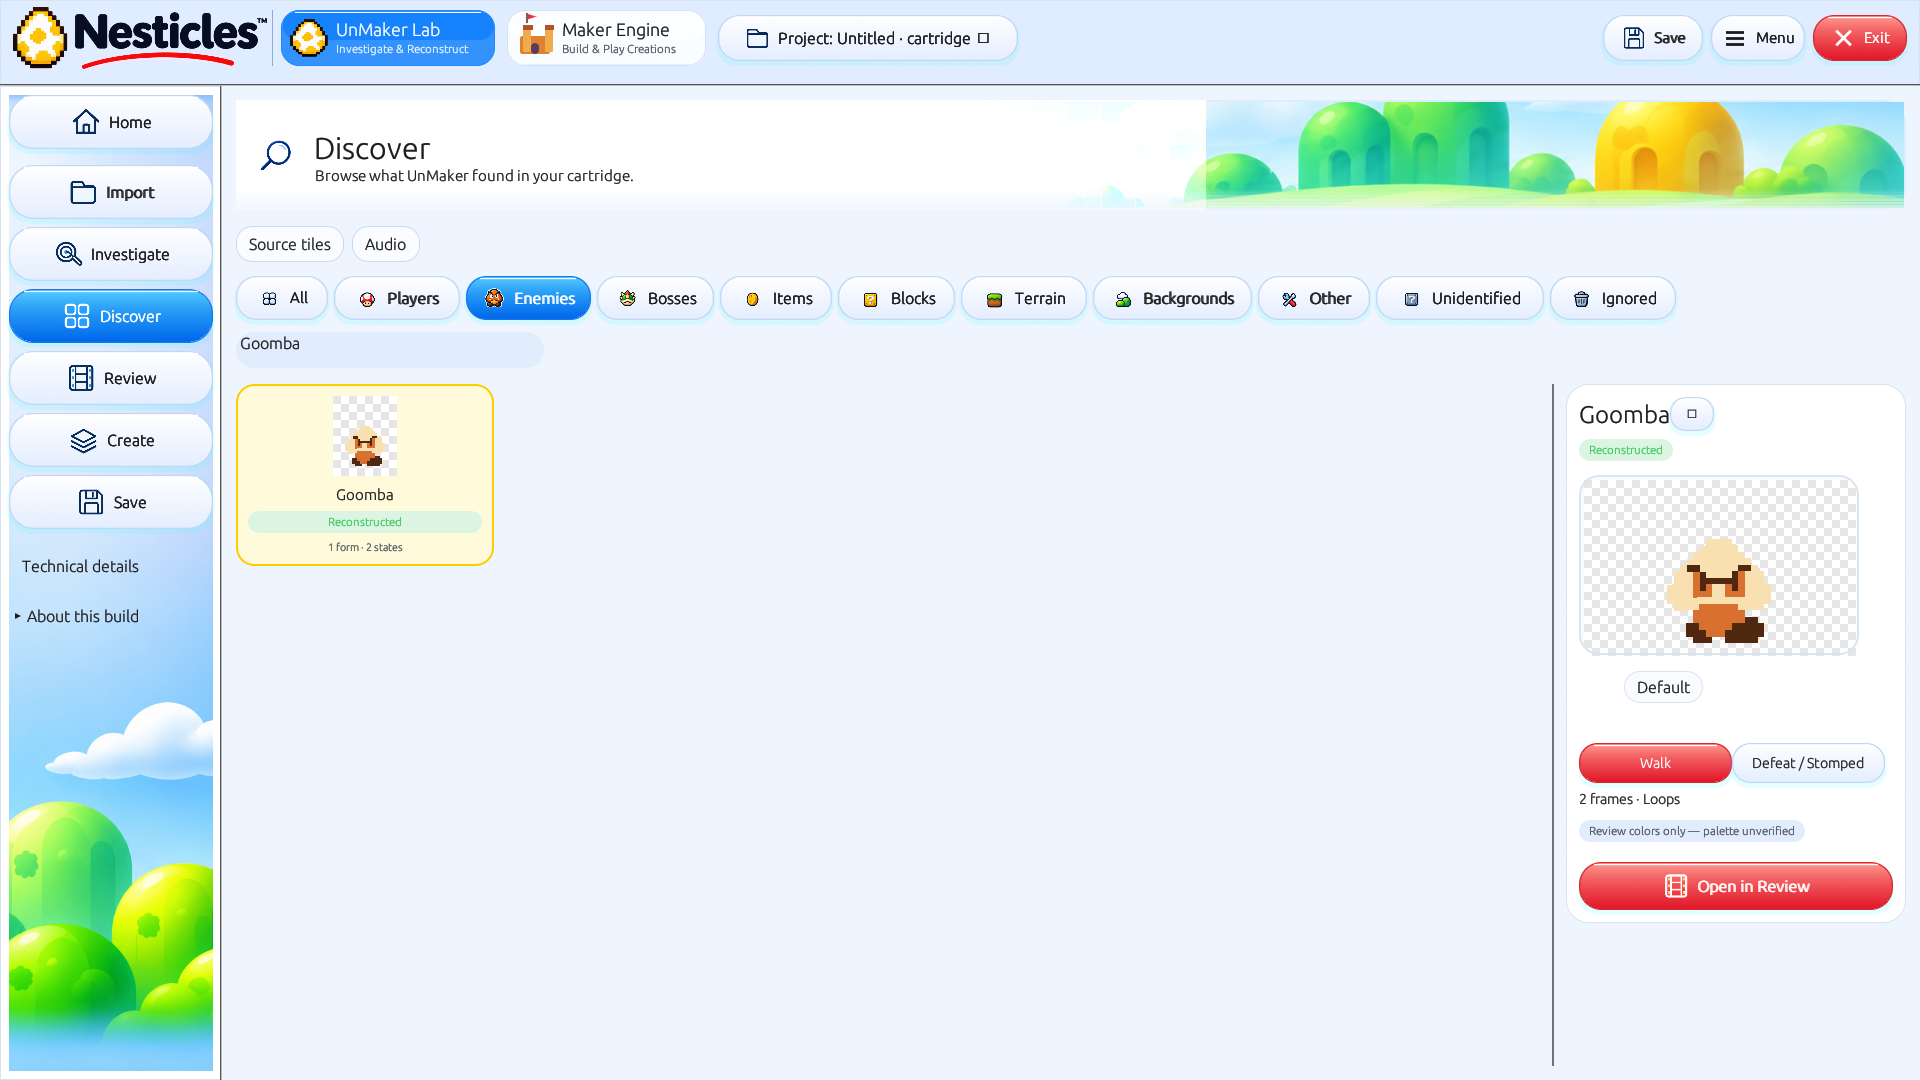 Nesticles™
UnMaker Lab
Investigate & Reconstruct
Maker Engine
Build & Play Creations
Project: Untitled · cartridge
Save
Menu
Exit
Home
Import
Investigate
Discover
Review
Create
Save
Technical details
About this build
Discover
Browse what UnMaker found in your cartridge.
Source tiles
Audio
All
Players
Enemies
Bosses
Items
Blocks
Terrain
Backgrounds
Other
Unidentified
Ignored
Goomba
Goomba
Reconstructed
1 form · 2 states
Goomba
Reconstructed
Default
Walk
Defeat / Stomped
2 frames · Loops
Review colors only — palette unverified
Open in Review